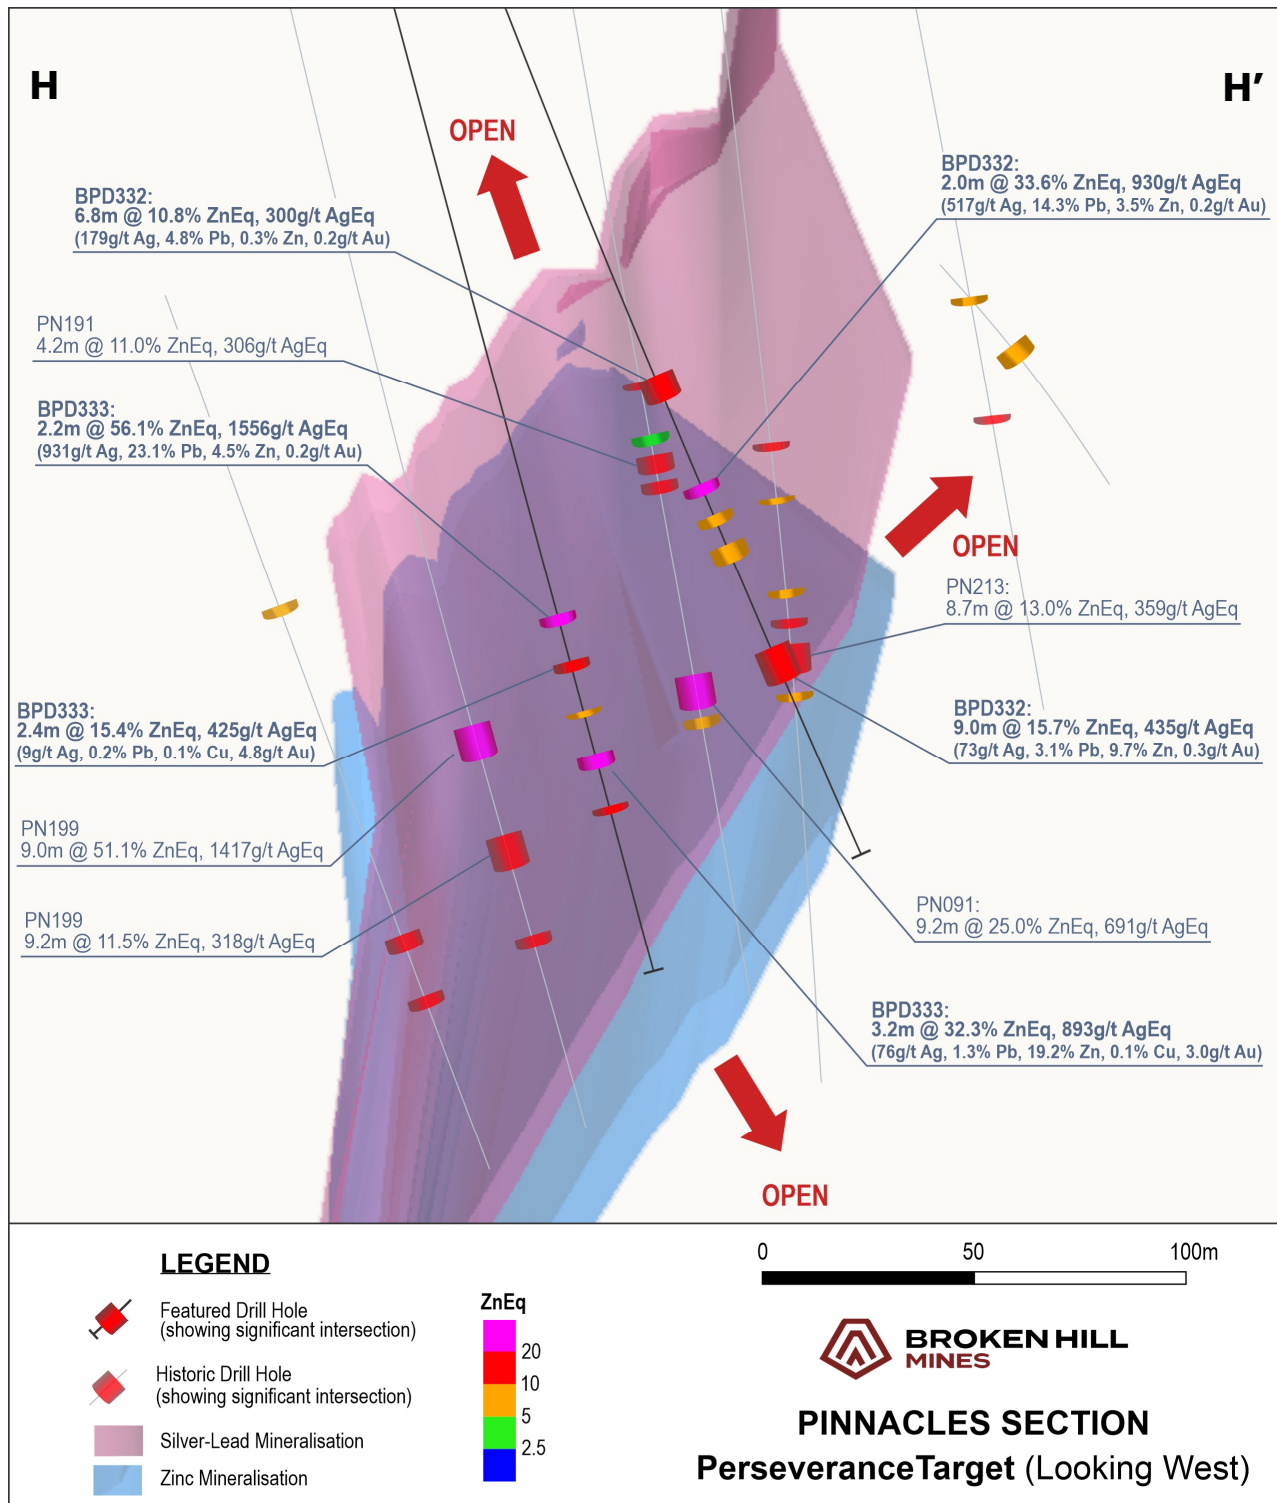 H
H’
OPEN
BPD332:
6.8m @ 10.8% ZnEq, 300g/t AgEq
(179g/t Ag, 4.8% Pb, 0.3% Zn, 0.2g/t Au)
BPD332:
2.0m @ 33.6% ZnEq, 930g/t AgEq
(517g/t Ag, 14.3% Pb, 3.5% Zn, 0.2g/t Au)
PN191
4.2m @ 11.0% ZnEq, 306g/t AgEq
BPD333:
2.2m @ 56.1% ZnEq, 1556g/t AgEq
(931g/t Ag, 23.1% Pb, 4.5% Zn, 0.2g/t Au)
OPEN
PN213:
8.7m @ 13.0% ZnEq, 359g/t AgEq
BPD333:
2.4m @ 15.4% ZnEq, 425g/t AgEq
(9g/t Ag, 0.2% Pb, 0.1% Cu, 4.8g/t Au)
BPD332:
9.0m @ 15.7% ZnEq, 435g/t AgEq
(73g/t Ag, 3.1% Pb, 9.7% Zn, 0.3g/t Au)
PN199
9.0m @ 51.1% ZnEq, 1417g/t AgEq
PN199
9.2m @ 11.5% ZnEq, 318g/t AgEq
PN091:
9.2m @ 25.0% ZnEq, 691g/t AgEq
BPD333:
3.2m @ 32.3% ZnEq, 893g/t AgEq
(76g/t Ag, 1.3% Pb, 19.2% Zn, 0.1% Cu, 3.0g/t Au)
OPEN
LEGEND
Featured Drill Hole
(showing significant intersection)
Historic Drill Hole
(showing significant intersection)
Silver-Lead Mineralisation
Zinc Mineralisation
ZnEq
20
10
5
2.5
0 50 100m
BROKEN HILL
MINES
PINNACLES SECTION
PerseveranceTarget (Looking West)